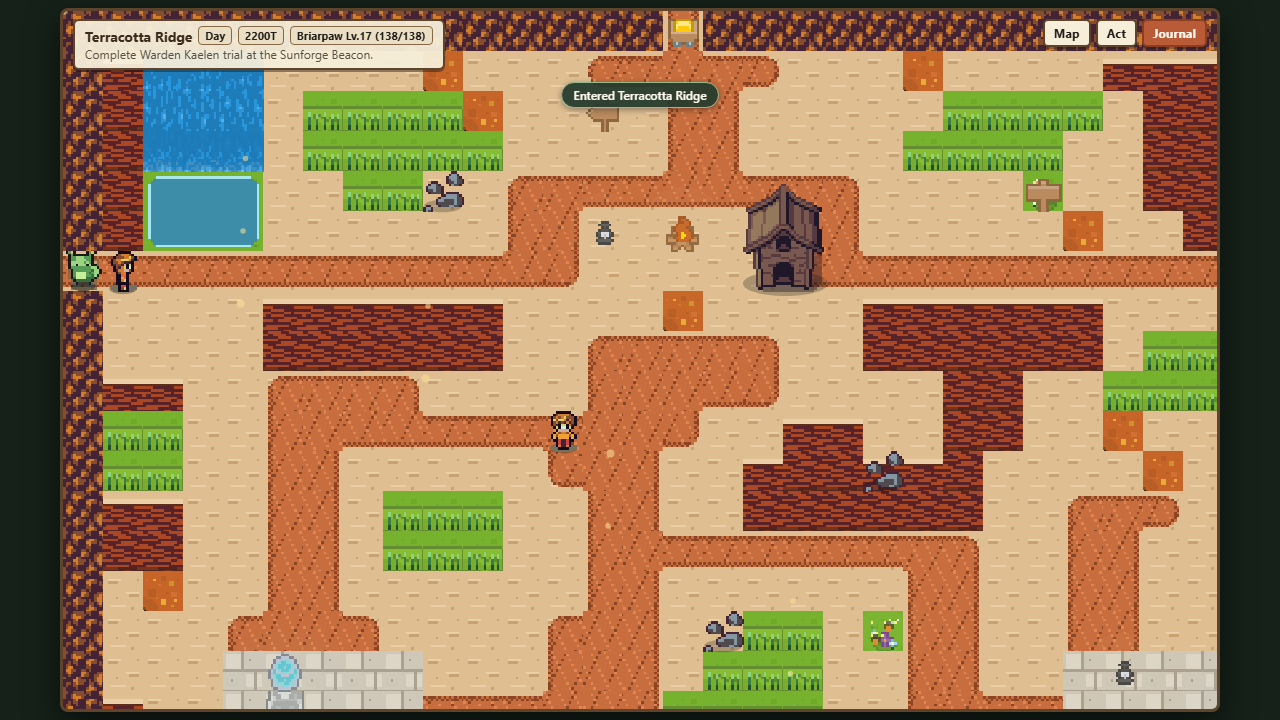 Terracotta Ridge Day 2200T Briarpaw Lv.17 (138/138)
Complete Warden Kaelen trial at the Sunforge Beacon.
Map Act Journal
Entered Terracotta Ridge